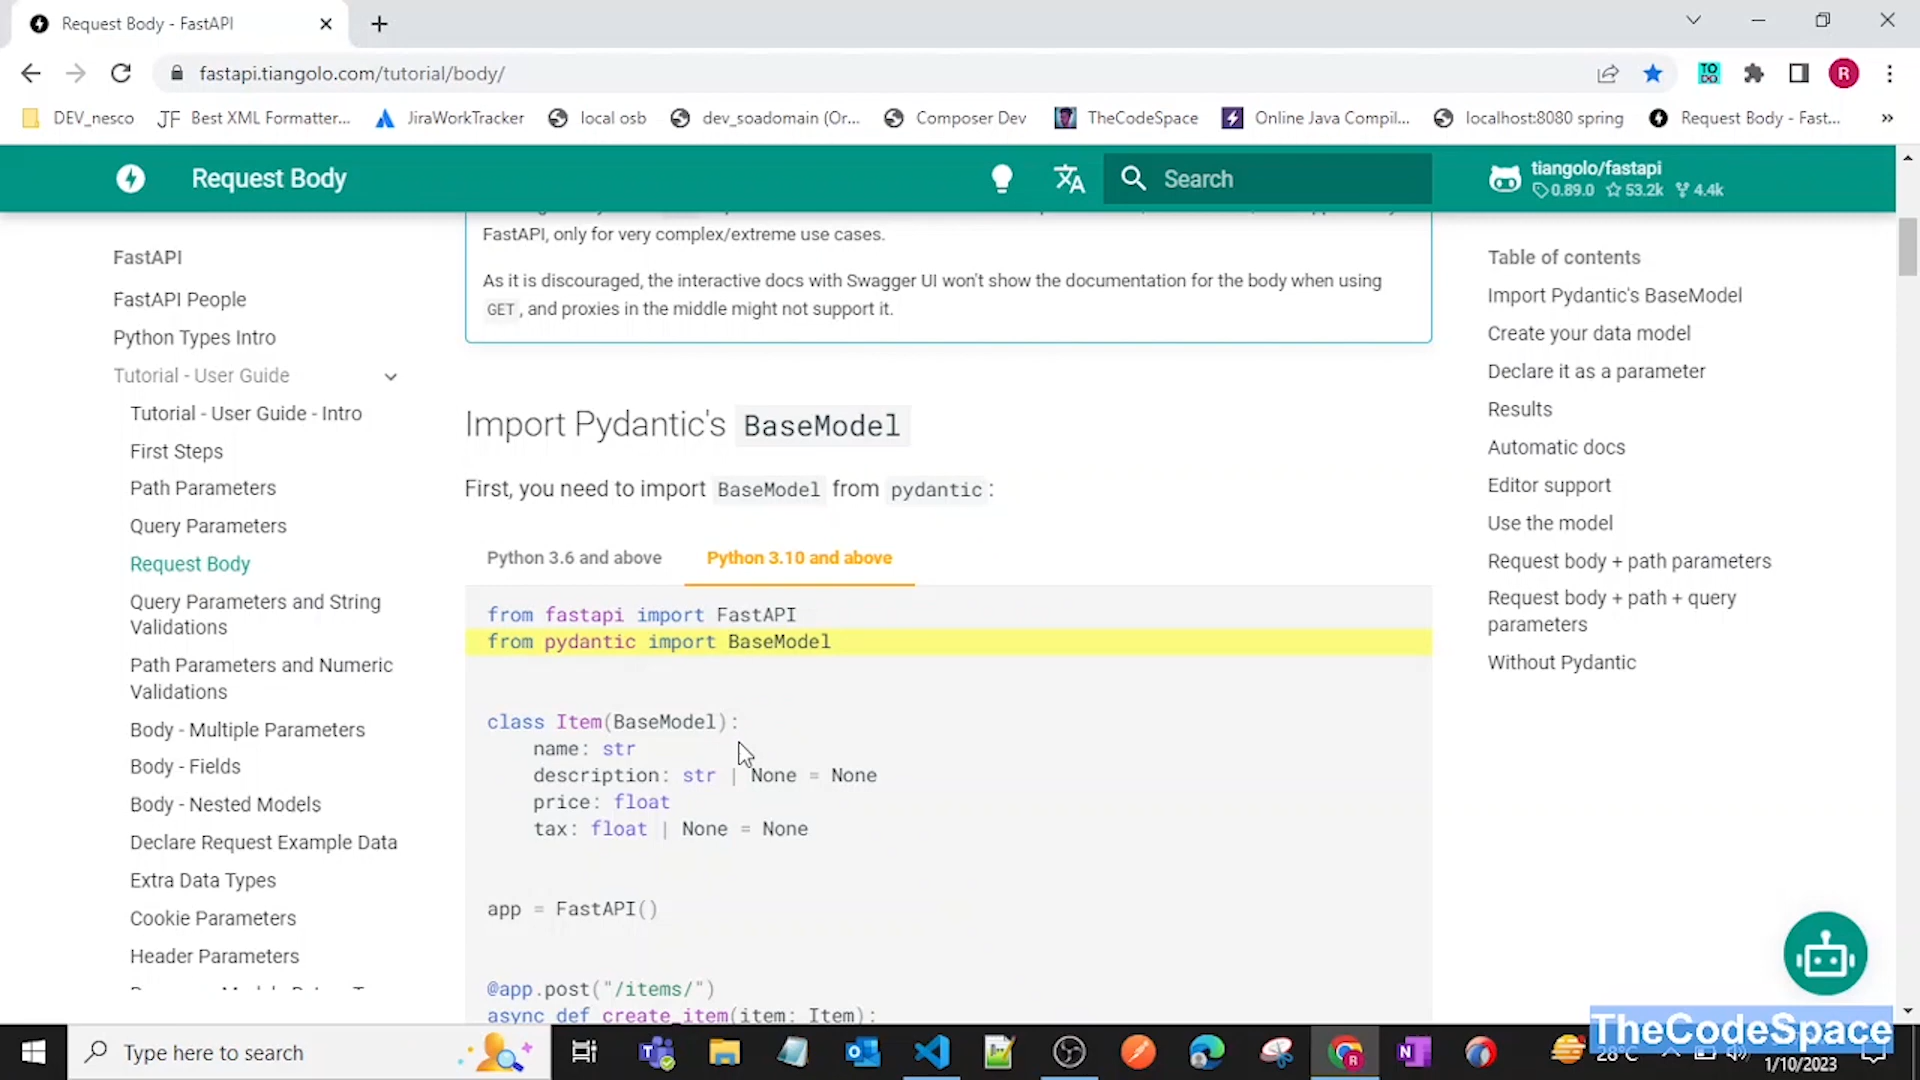 Request Body - FastAPI
fastapi.tiangolo.com/tutorial/body/
TO
DO
R
DEV_nesco
JF Best XML Formatter...
JiraWorkTracker
local osb
dev_soadomain (Or...
Composer Dev
TheCodeSpace
Online Java Compil...
localhost:8080 spring
Request Body - Fast...
»
Request Body
Search
tiangolo/fastapi
0.89.0 53.2k 4.4k
FastAPI
FastAPI People
Python Types Intro
Tutorial - User Guide
Tutorial - User Guide - Intro
First Steps
Path Parameters
Query Parameters
Request Body
Query Parameters and String
Validations
Path Parameters and Numeric
Validations
Body - Multiple Parameters
Body - Fields
Body - Nested Models
Declare Request Example Data
Extra Data Types
Cookie Parameters
Header Parameters
FastAPI, only for very complex/extreme use cases.
As it is discouraged, the interactive docs with Swagger UI won't show the documentation for the body when using
GET , and proxies in the middle might not support it.
Import Pydantic's BaseModel
First, you need to import BaseModel from pydantic :
Python 3.6 and above
Python 3.10 and above
from fastapi import FastAPI
from pydantic import BaseModel
class Item(BaseModel):
name: str
description: str | None = None
price: float
tax: float | None = None
app = FastAPI()
@app.post("/items/")
async def create_item(item: Item):
Table of contents
Import Pydantic's BaseModel
Create your data model
Declare it as a parameter
Results
Automatic docs
Editor support
Use the model
Request body + path parameters
Request body + path + query
parameters
Without Pydantic
TheCodeSpace
Type here to search
28°C
1/10/2023